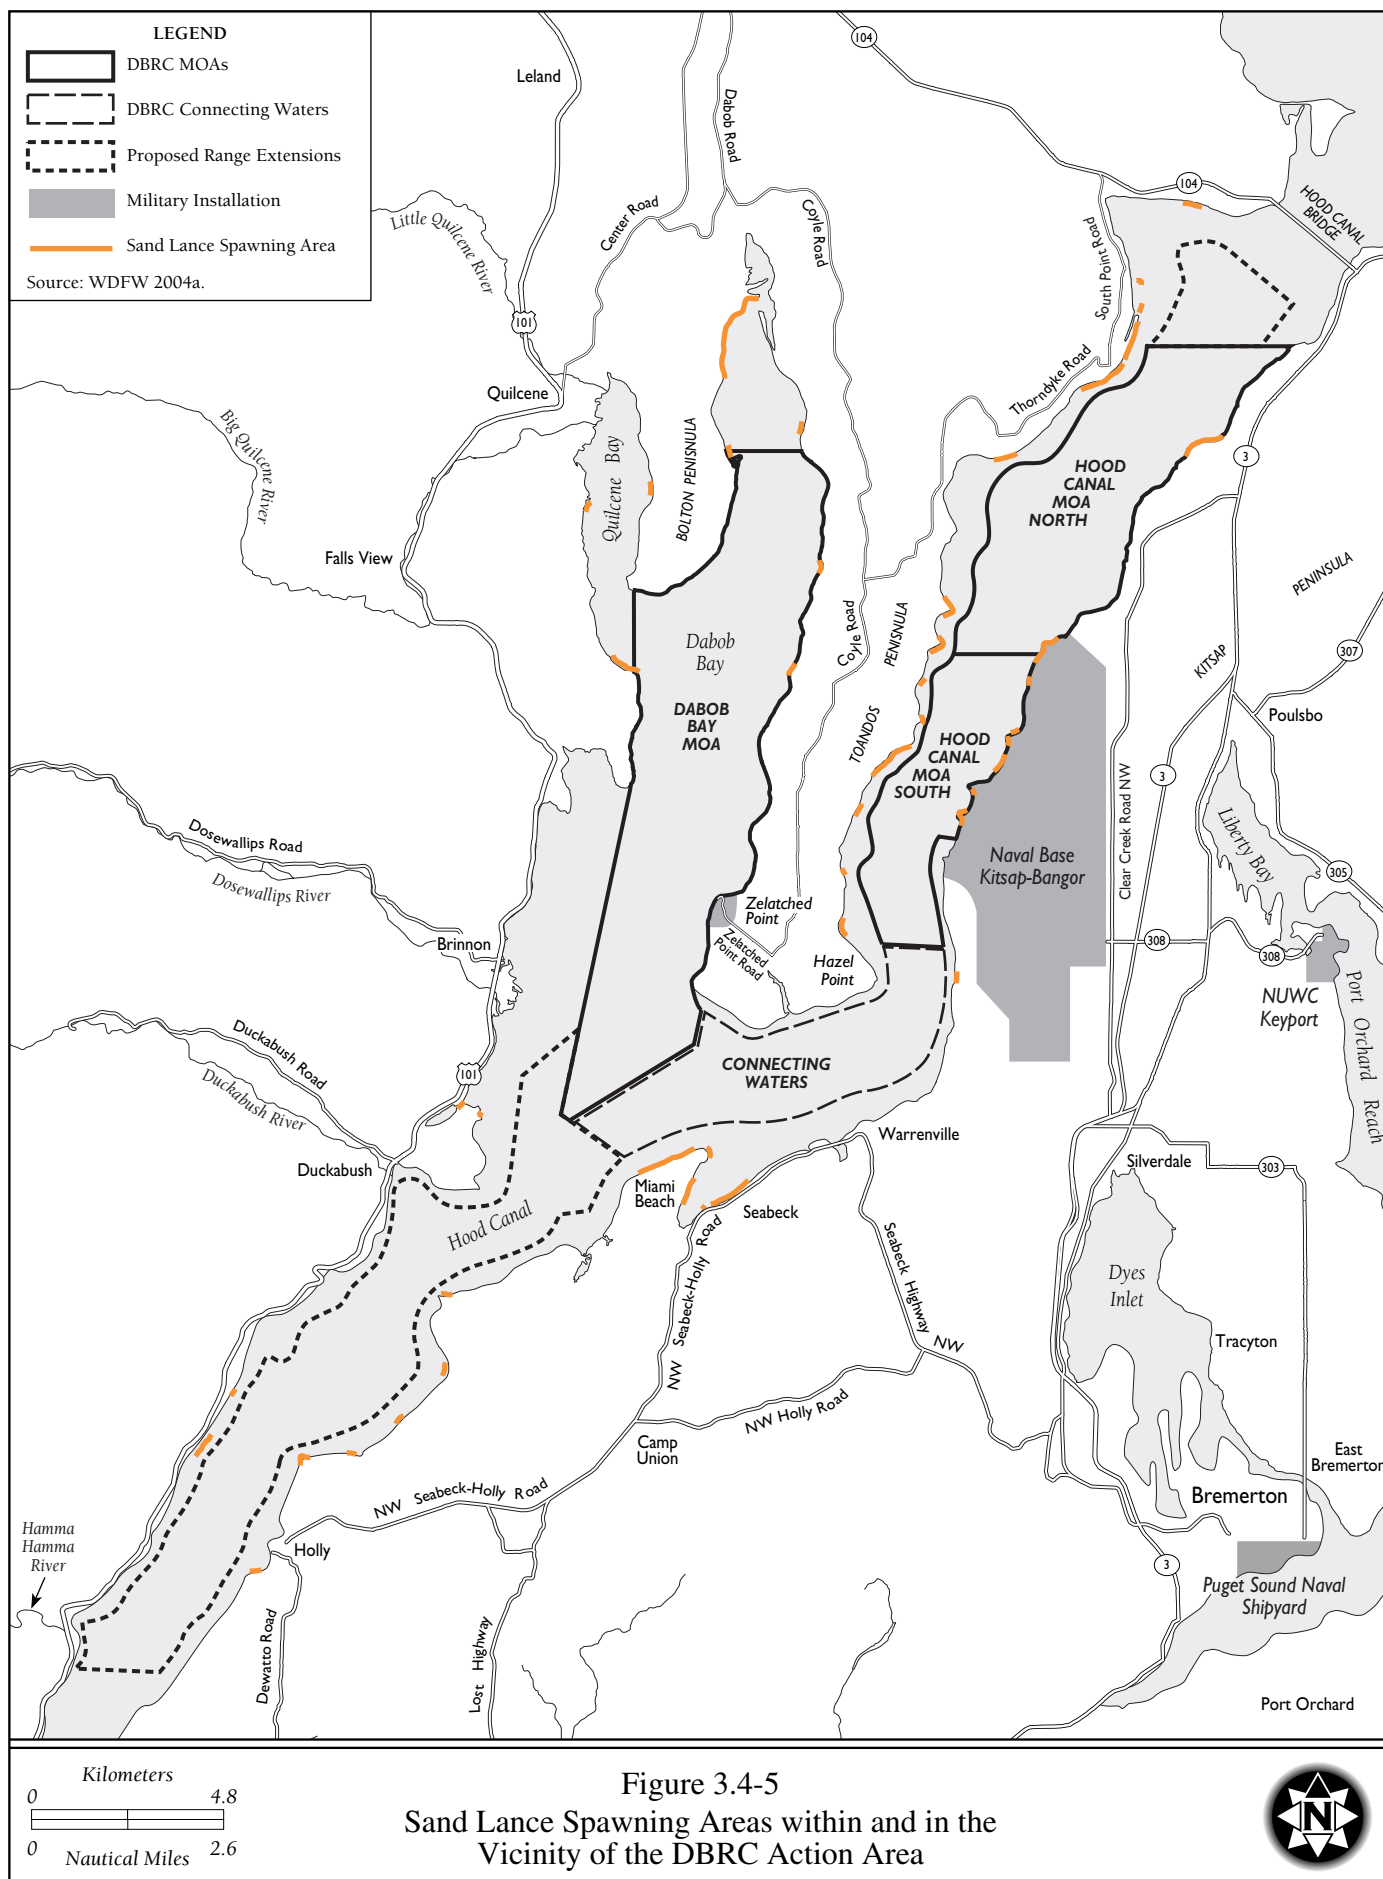 LEGEND
DBRC MOAs
DBRC Connecting Waters
Proposed Range Extensions
Military Installation
Sand Lance Spawning Area
Source: WDFW 2004a.
104
Leland
Dabob Road
Little Quilcene
River
Center Road
Coyle Road
South Point Road
104
HOOD CANAL
BRIDGE
101
Quilcene
Thorndyke Road
Big Quilcene
River
Quilcene Bay
BOLTON PENISNULA
HOOD
CANAL
MOA
NORTH
3
Falls View
PENINSULA
KITSAP
Coyle Road
PENISNULA
TOANDOS
Dabob
Bay
307
DABOB
BAY
MOA
Poulsbo
HOOD
CANAL
MOA
SOUTH
3
Clear Creek Road NW
Dosewallips Road
Dosewallips River
Liberty Bay
Naval Base
Kitsap-Bangor
305
Zelatched
Point
Zelatched
Point Road
Brinnon
308
308
Hazel
Point
NUWC
Keyport
Port Orchard Reach
Duckabush Road
Duckabush River
101
CONNECTING
WATERS
Warrenville
Duckabush
Silverdale
303
Miami
Beach
Seabeck
Hood Canal
NW Seabeck-Holly Road
Seabeck Highway NW
Dyes
Inlet
Tracyton
NW Holly Road
Camp
Union
East
Bremerton
NW Seabeck-Holly Road
Bremerton
Hamma
Hamma
River
Holly
3
Puget Sound Naval
Shipyard
Dewatto Road
Lost Highway
Port Orchard
Kilometers
0 4.8
0 2.6
Nautical Miles
Figure 3.4-5
Sand Lance Spawning Areas within and in the
Vicinity of the DBRC Action Area
N